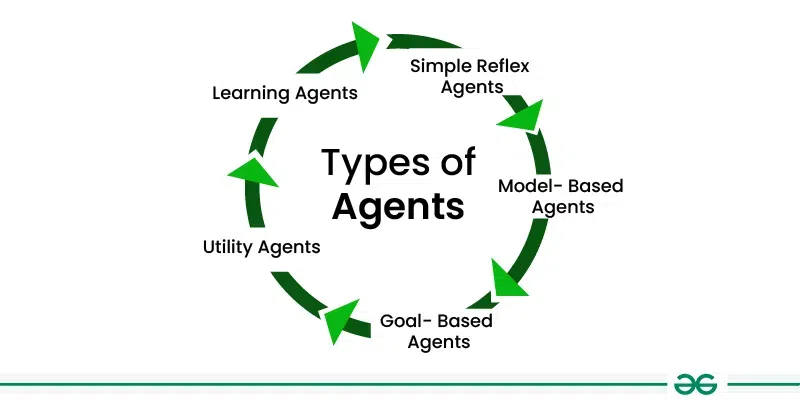 Types of
Agents
Simple Reflex
Agents
Model- Based
Agents
Goal- Based
Agents
Utility Agents
Learning Agents